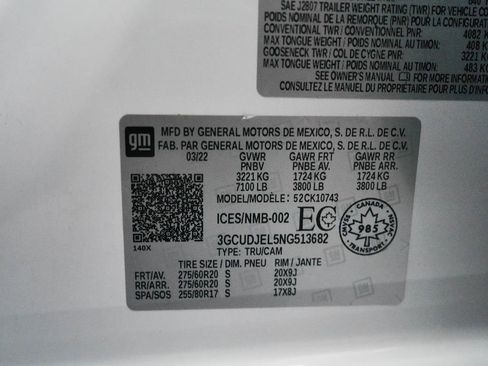 SAE J2807 TRAILER WEIGHT RATING (TWR) FOR VEHICLE CO
POIDS NOMINAL DE LA REMORQUE (PNR) POUR LA CONFIGURAT
CONVENTIONAL TWR / CONVENTIONEL PNR: 4082
MAX TONGUE WEIGHT / POIDS NOMINAL AU TIMON: 408 K
GOOSENECK TWR / PNR: 3221
MAX TONGUE WEIGHT / POIDS NOMINAL AU TIMON: 483 K
SEE OWNER'S MANUAL FOR MORE INFORMATION
CONSULTEZ LE MANUEL DU PROPRIÉTAIRE POUR PLUS D'INF
gm
MFD BY GENERAL MOTORS DE MEXICO, S. DE R.L. DE C.V.
FAB. PAR GENERAL MOTORS DE MEXICO, S. DE R.L. DE C.V.
03/22 GVWR GAWR FRT GAWR RR
PNBV PNBE AV. PNBE ARR.
3221 KG 1724 KG 1724 KG
7100 LB 3800 LB 3800 LB
MODEL/MODÈLE: 52CK10743
ICES/NMB-002 EC
3GCUDJEL5NG513682
140X
TYPE: TRU/CAM
CANADA
985
TRANSPORT
TIRE SIZE / DIM. PNEU RIM / JANTE
FRT/AV. 275/60R20 S 20X9J
RR/ARR. 275/60R20 S 20X9J
SPA/SOS 255/80R17 S 17X8J